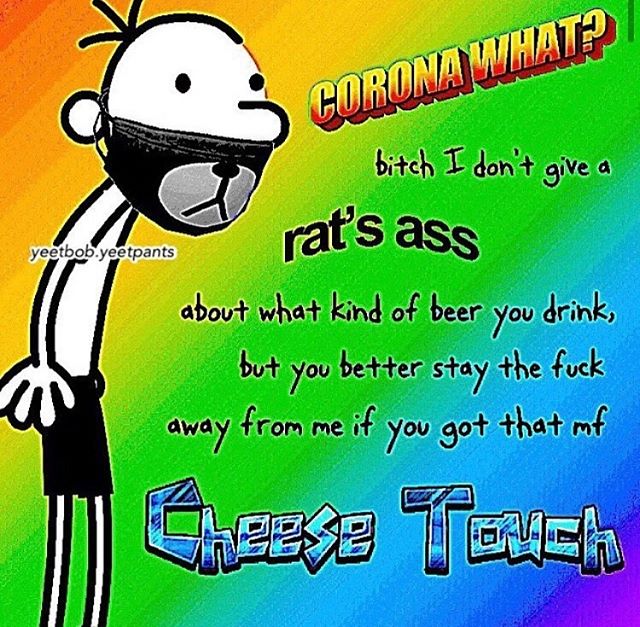 CORONA WHAT?
bitch I don't give a
rat's ass
yeetbob.yeetpants
about what kind of beer you drink,
but you better stay the fuck
away from me if you got that mf
Cheese Touch